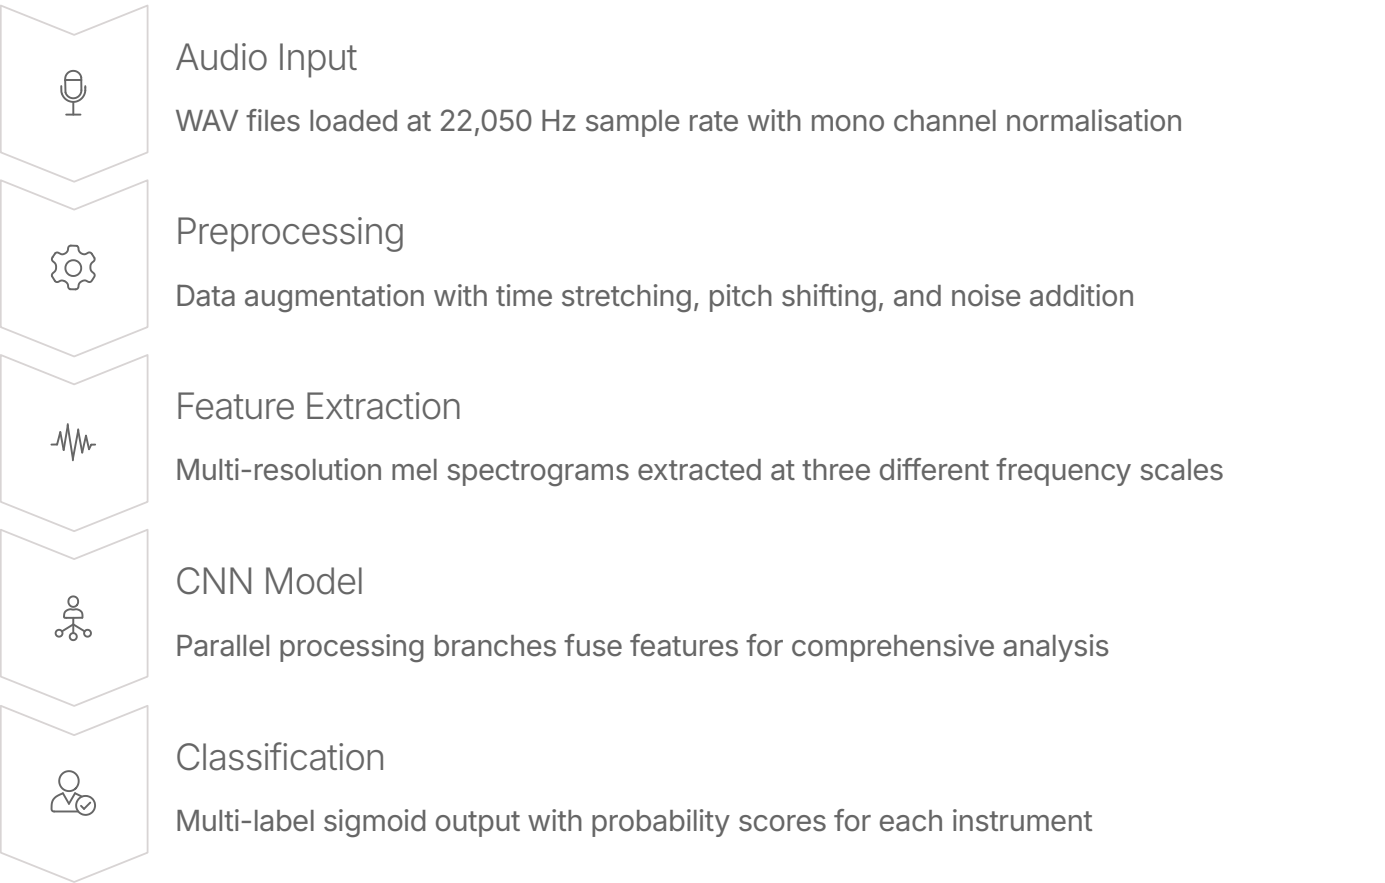 Audio Input
WAV files loaded at 22,050 Hz sample rate with mono channel normalisation
Preprocessing
Data augmentation with time stretching, pitch shifting, and noise addition
Feature Extraction
Multi-resolution mel spectrograms extracted at three different frequency scales
CNN Model
Parallel processing branches fuse features for comprehensive analysis
Classification
Multi-label sigmoid output with probability scores for each instrument